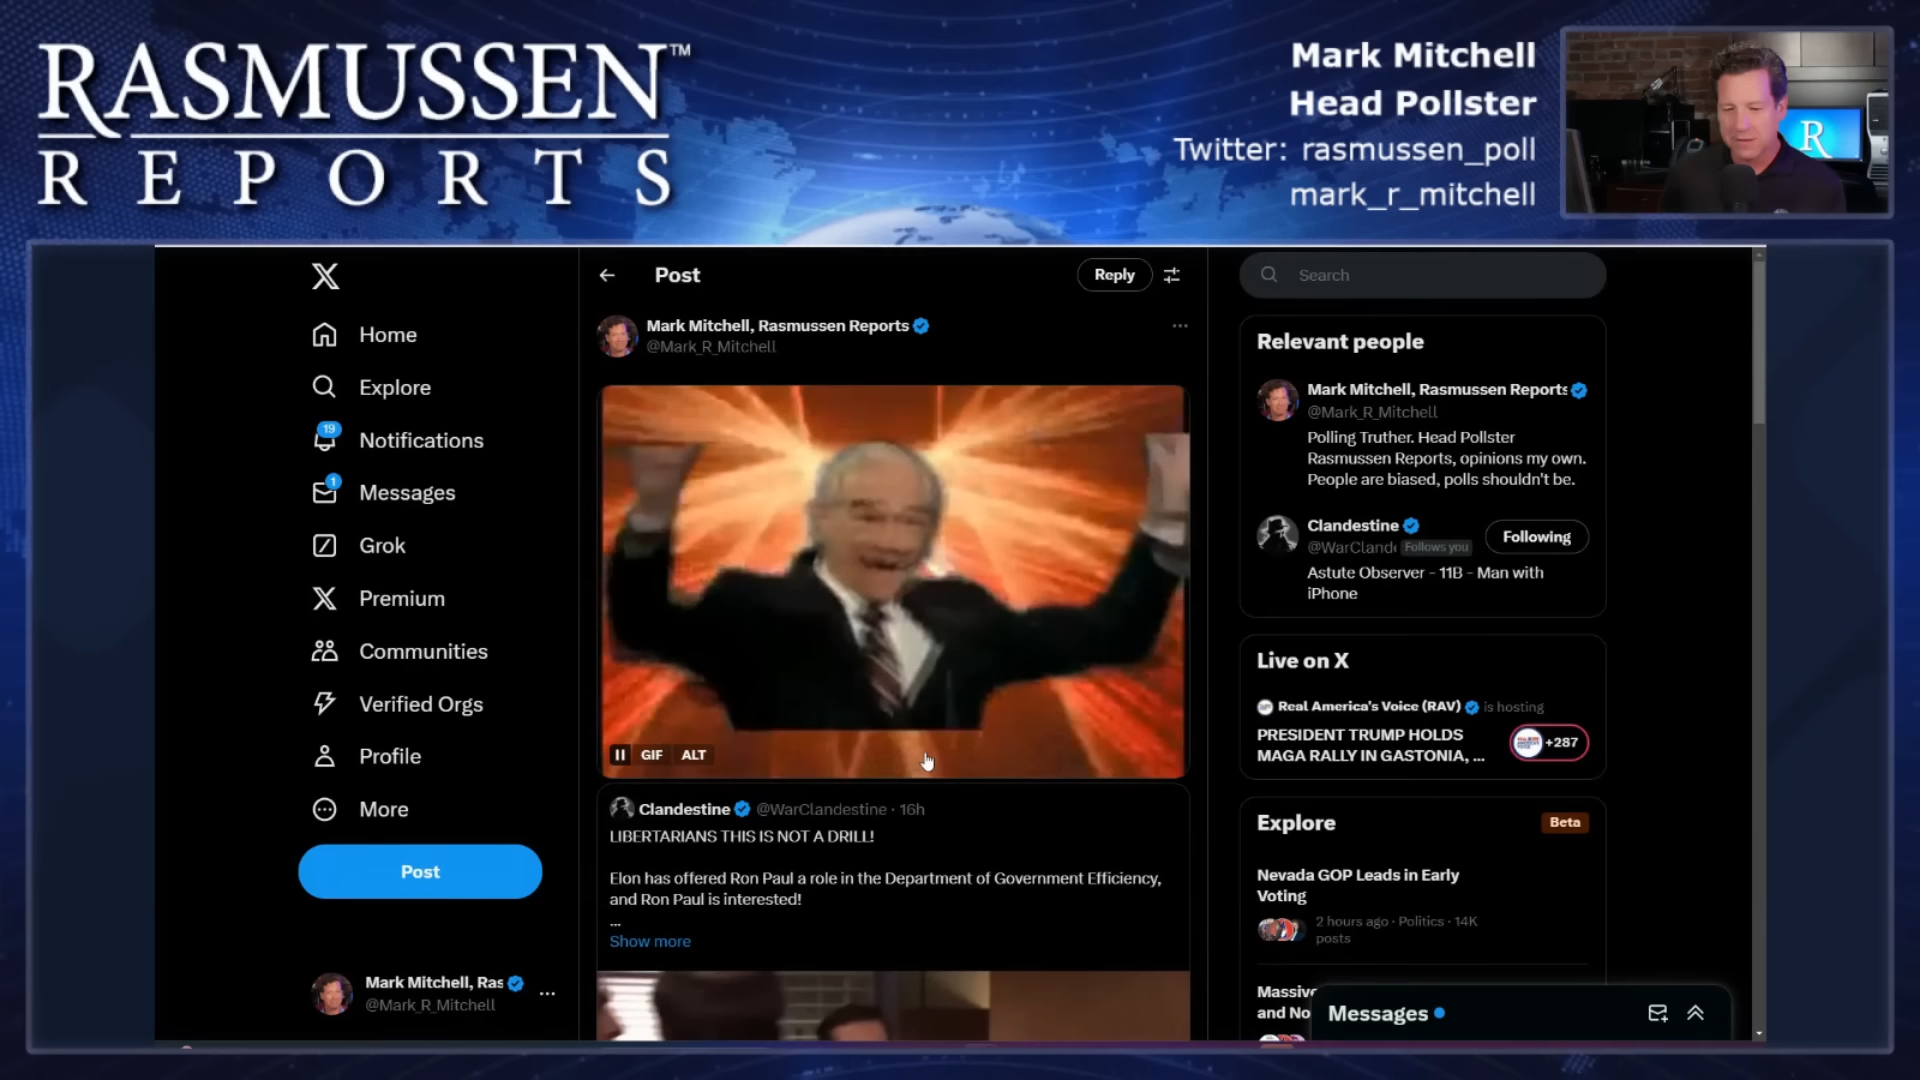 RASMUSSEN™
REPORTS
Mark Mitchell
Head Pollster
Twitter: rasmussen_poll
mark_r_mitchell
R
X
Home
Explore
19
Notifications
1
Messages
Grok
Premium
Communities
Verified Orgs
Profile
More
Post
Mark Mitchell, Ras
@Mark_R_Mitchell
Post
Reply
Mark Mitchell, Rasmussen Reports
@Mark_R_Mitchell
GIF ALT
Clandestine @WarClandestine · 16h
LIBERTARIANS THIS IS NOT A DRILL!
Elon has offered Ron Paul a role in the Department of Government Efficiency,
and Ron Paul is interested!
...
Show more
Search
Relevant people
Mark Mitchell, Rasmussen Reports
@Mark_R_Mitchell
Polling Truther. Head Pollster
Rasmussen Reports, opinions my own.
People are biased, polls shouldn't be.
Clandestine
@WarCland Follows you
Following
Astute Observer - 11B - Man with
iPhone
Live on X
Real America's Voice (RAV) is hosting
PRESIDENT TRUMP HOLDS
MAGA RALLY IN GASTONIA, ...
+287
Explore
Beta
Nevada GOP Leads in Early
Voting
2 hours ago · Politics · 14K
posts
Massive
and No
Messages